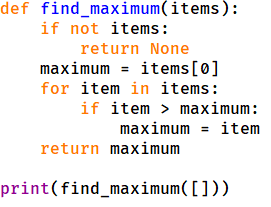 def find_maximum(items):
    if not items:
        return None
    maximum = items[0]
    for item in items:
        if item > maximum:
            maximum = item
    return maximum

print(find_maximum([]))